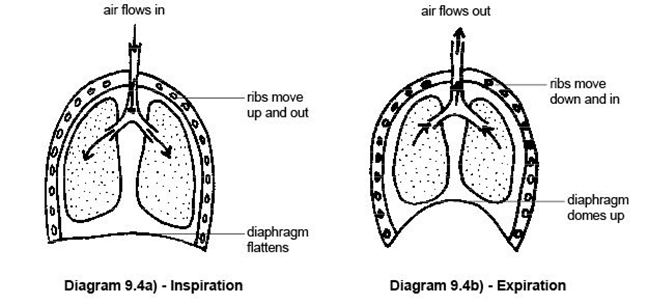 air flows in
ribs move
up and out
diaphragm
flattens
Diagram 9.4a) - Inspiration
air flows out
ribs move
down and in
diaphragm
domes up
Diagram 9.4b) - Expiration